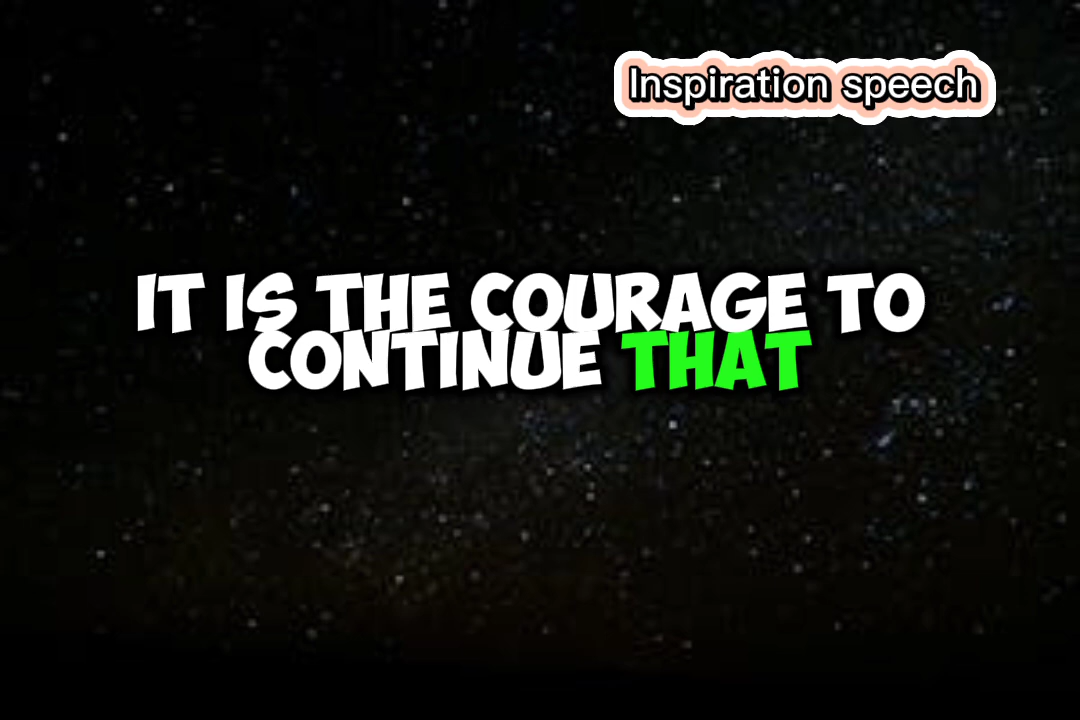 Inspiration speech
IT IS THE COURAGE TO
CONTINUE THAT